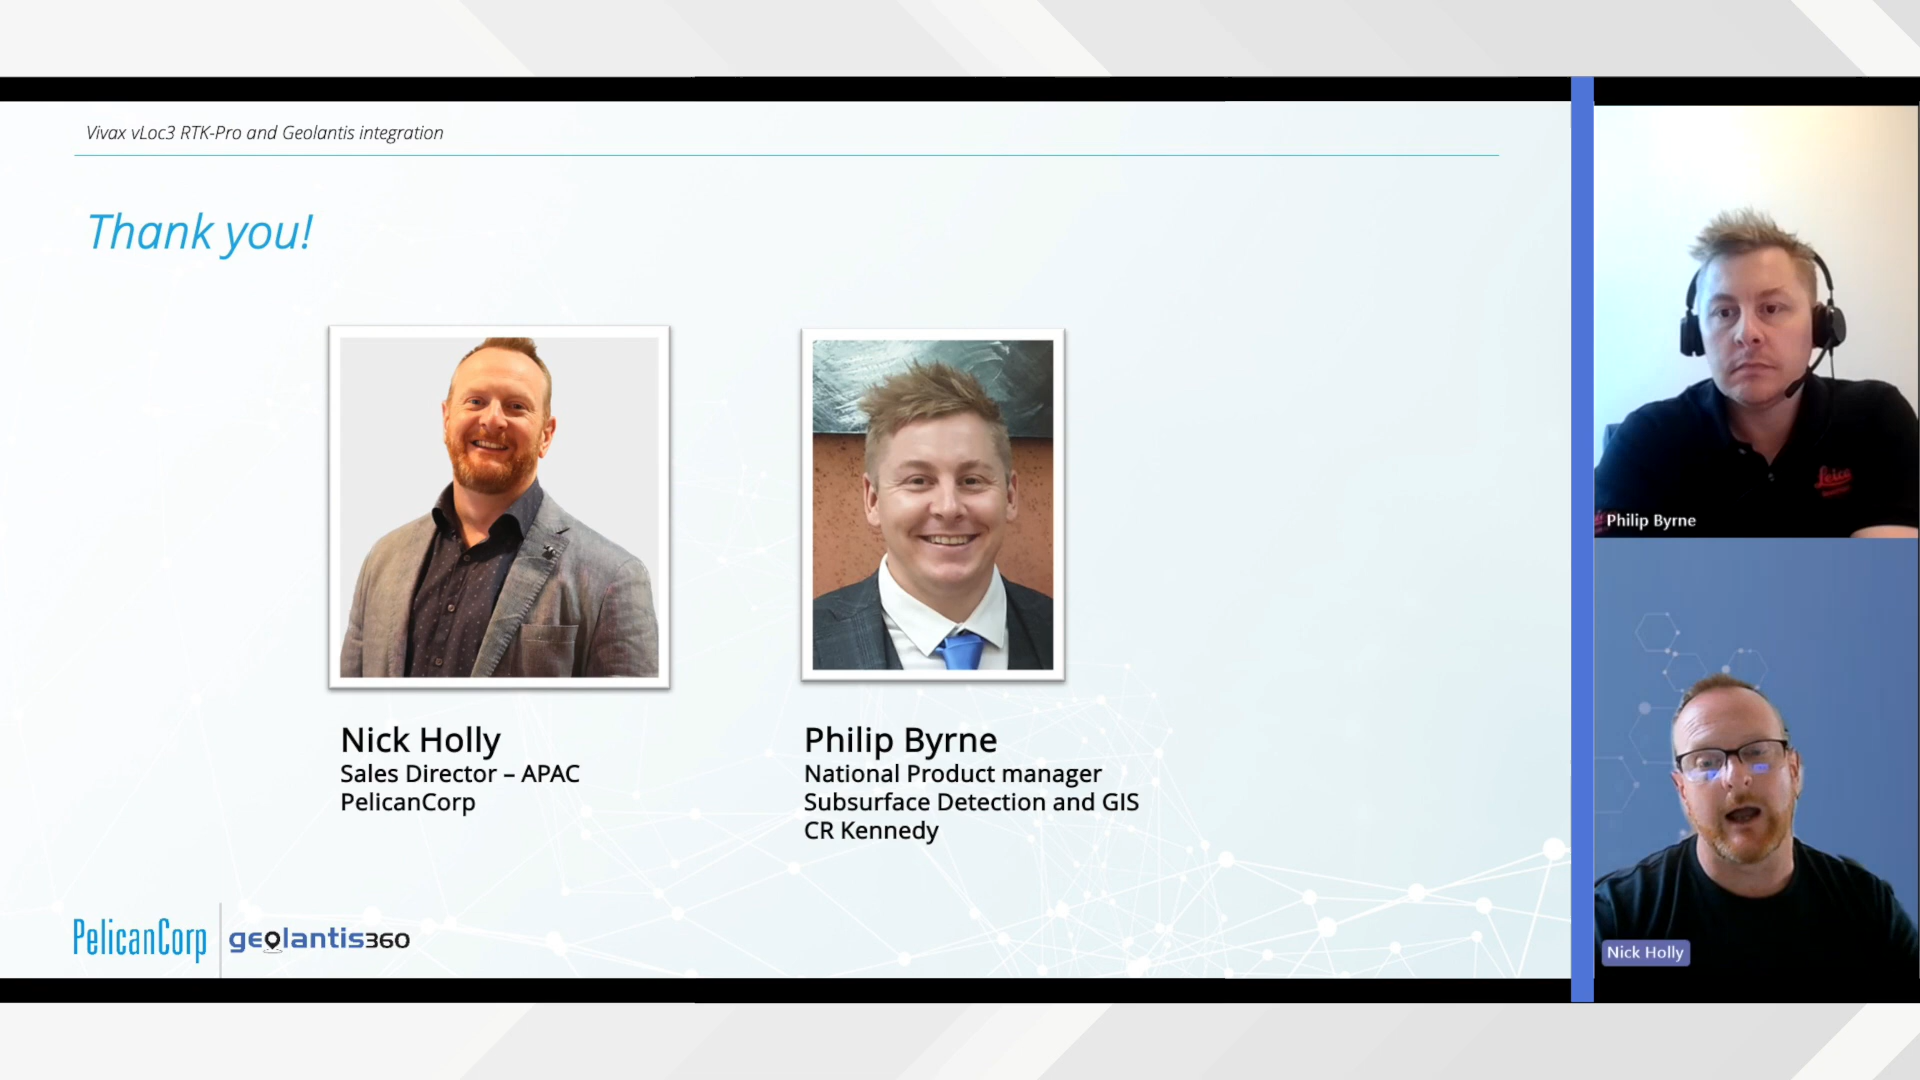 Vivax vLoc3 RTK-Pro and Geolantis integration
Thank you!
Nick Holly
Sales Director – APAC
PelicanCorp
Philip Byrne
National Product manager
Subsurface Detection and GIS
CR Kennedy
PelicanCorp
geolantis360
Leica
Philip Byrne
Nick Holly